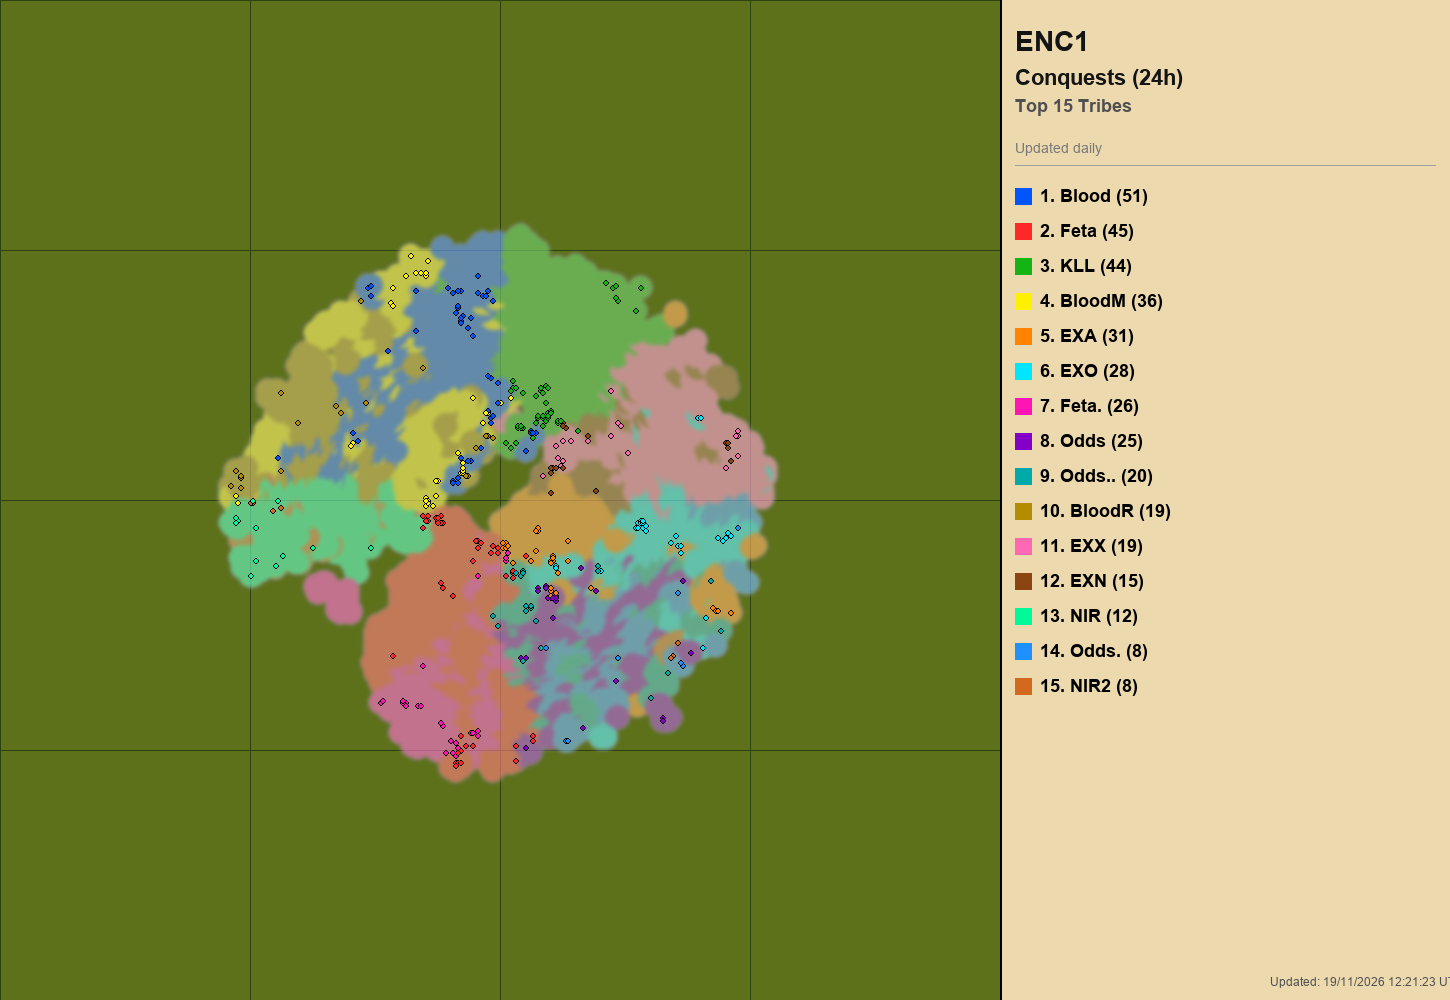 ENC1
Conquests (24h)
Top 15 Tribes
Updated daily
1. Blood (51)
2. Feta (45)
3. KLL (44)
4. BloodM (36)
5. EXA (31)
6. EXO (28)
7. Feta. (26)
8. Odds (25)
9. Odds.. (20)
10. BloodR (19)
11. EXX (19)
12. EXN (15)
13. NIR (12)
14. Odds. (8)
15. NIR2 (8)
Updated: 19/11/2026 12:21:23 U